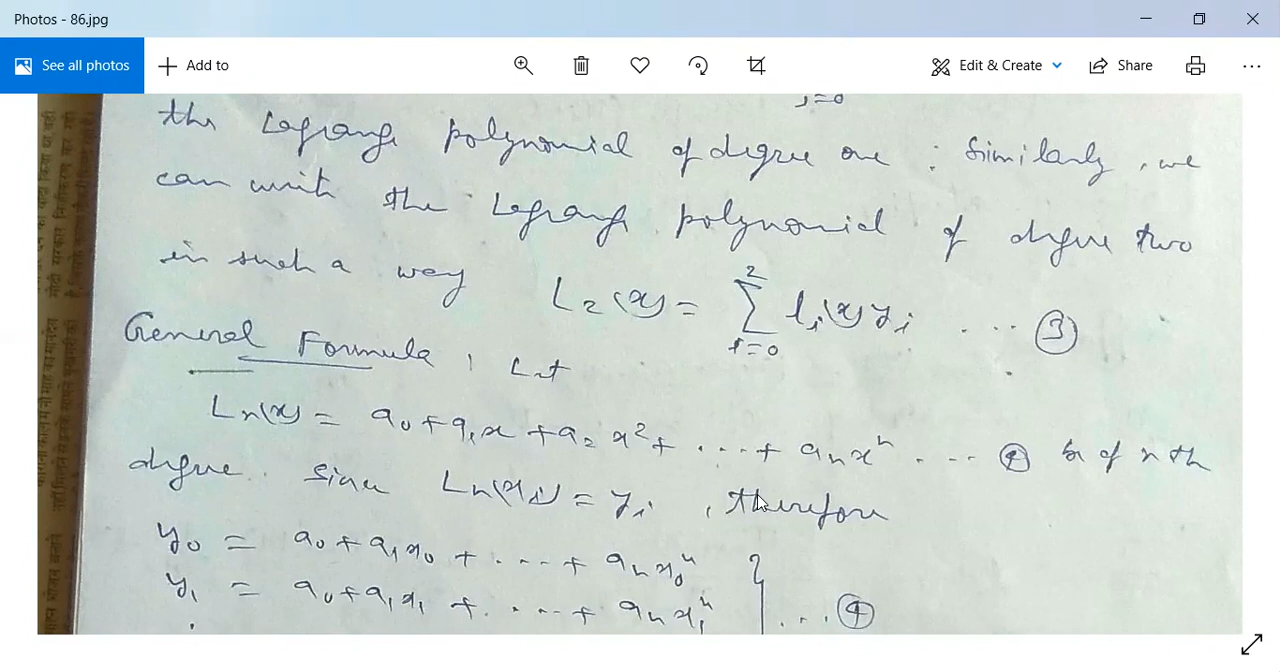 Photos - 86.jpg
See all photos
Add to
Edit & Create
Share
i=0
the Lagrange polynomial of degree one . Similarly, we
can write the Lagrange polynomial of degree two
in such a way L₂(x) = Σ²ᵢ₌₀ lᵢ(x) yᵢ ... ③
General Formula : Let
Ln(x) = a₀ + a₁x + a₂x² + ... + aₙxⁿ ... be of nth
degree. Since Ln(xᵢ) = yᵢ , therefore
y₀ = a₀ + a₁x₀ + ... + aₙx₀ⁿ
y₁ = a₀ + a₁x₁ + ... + aₙx₁ⁿ } ... ④